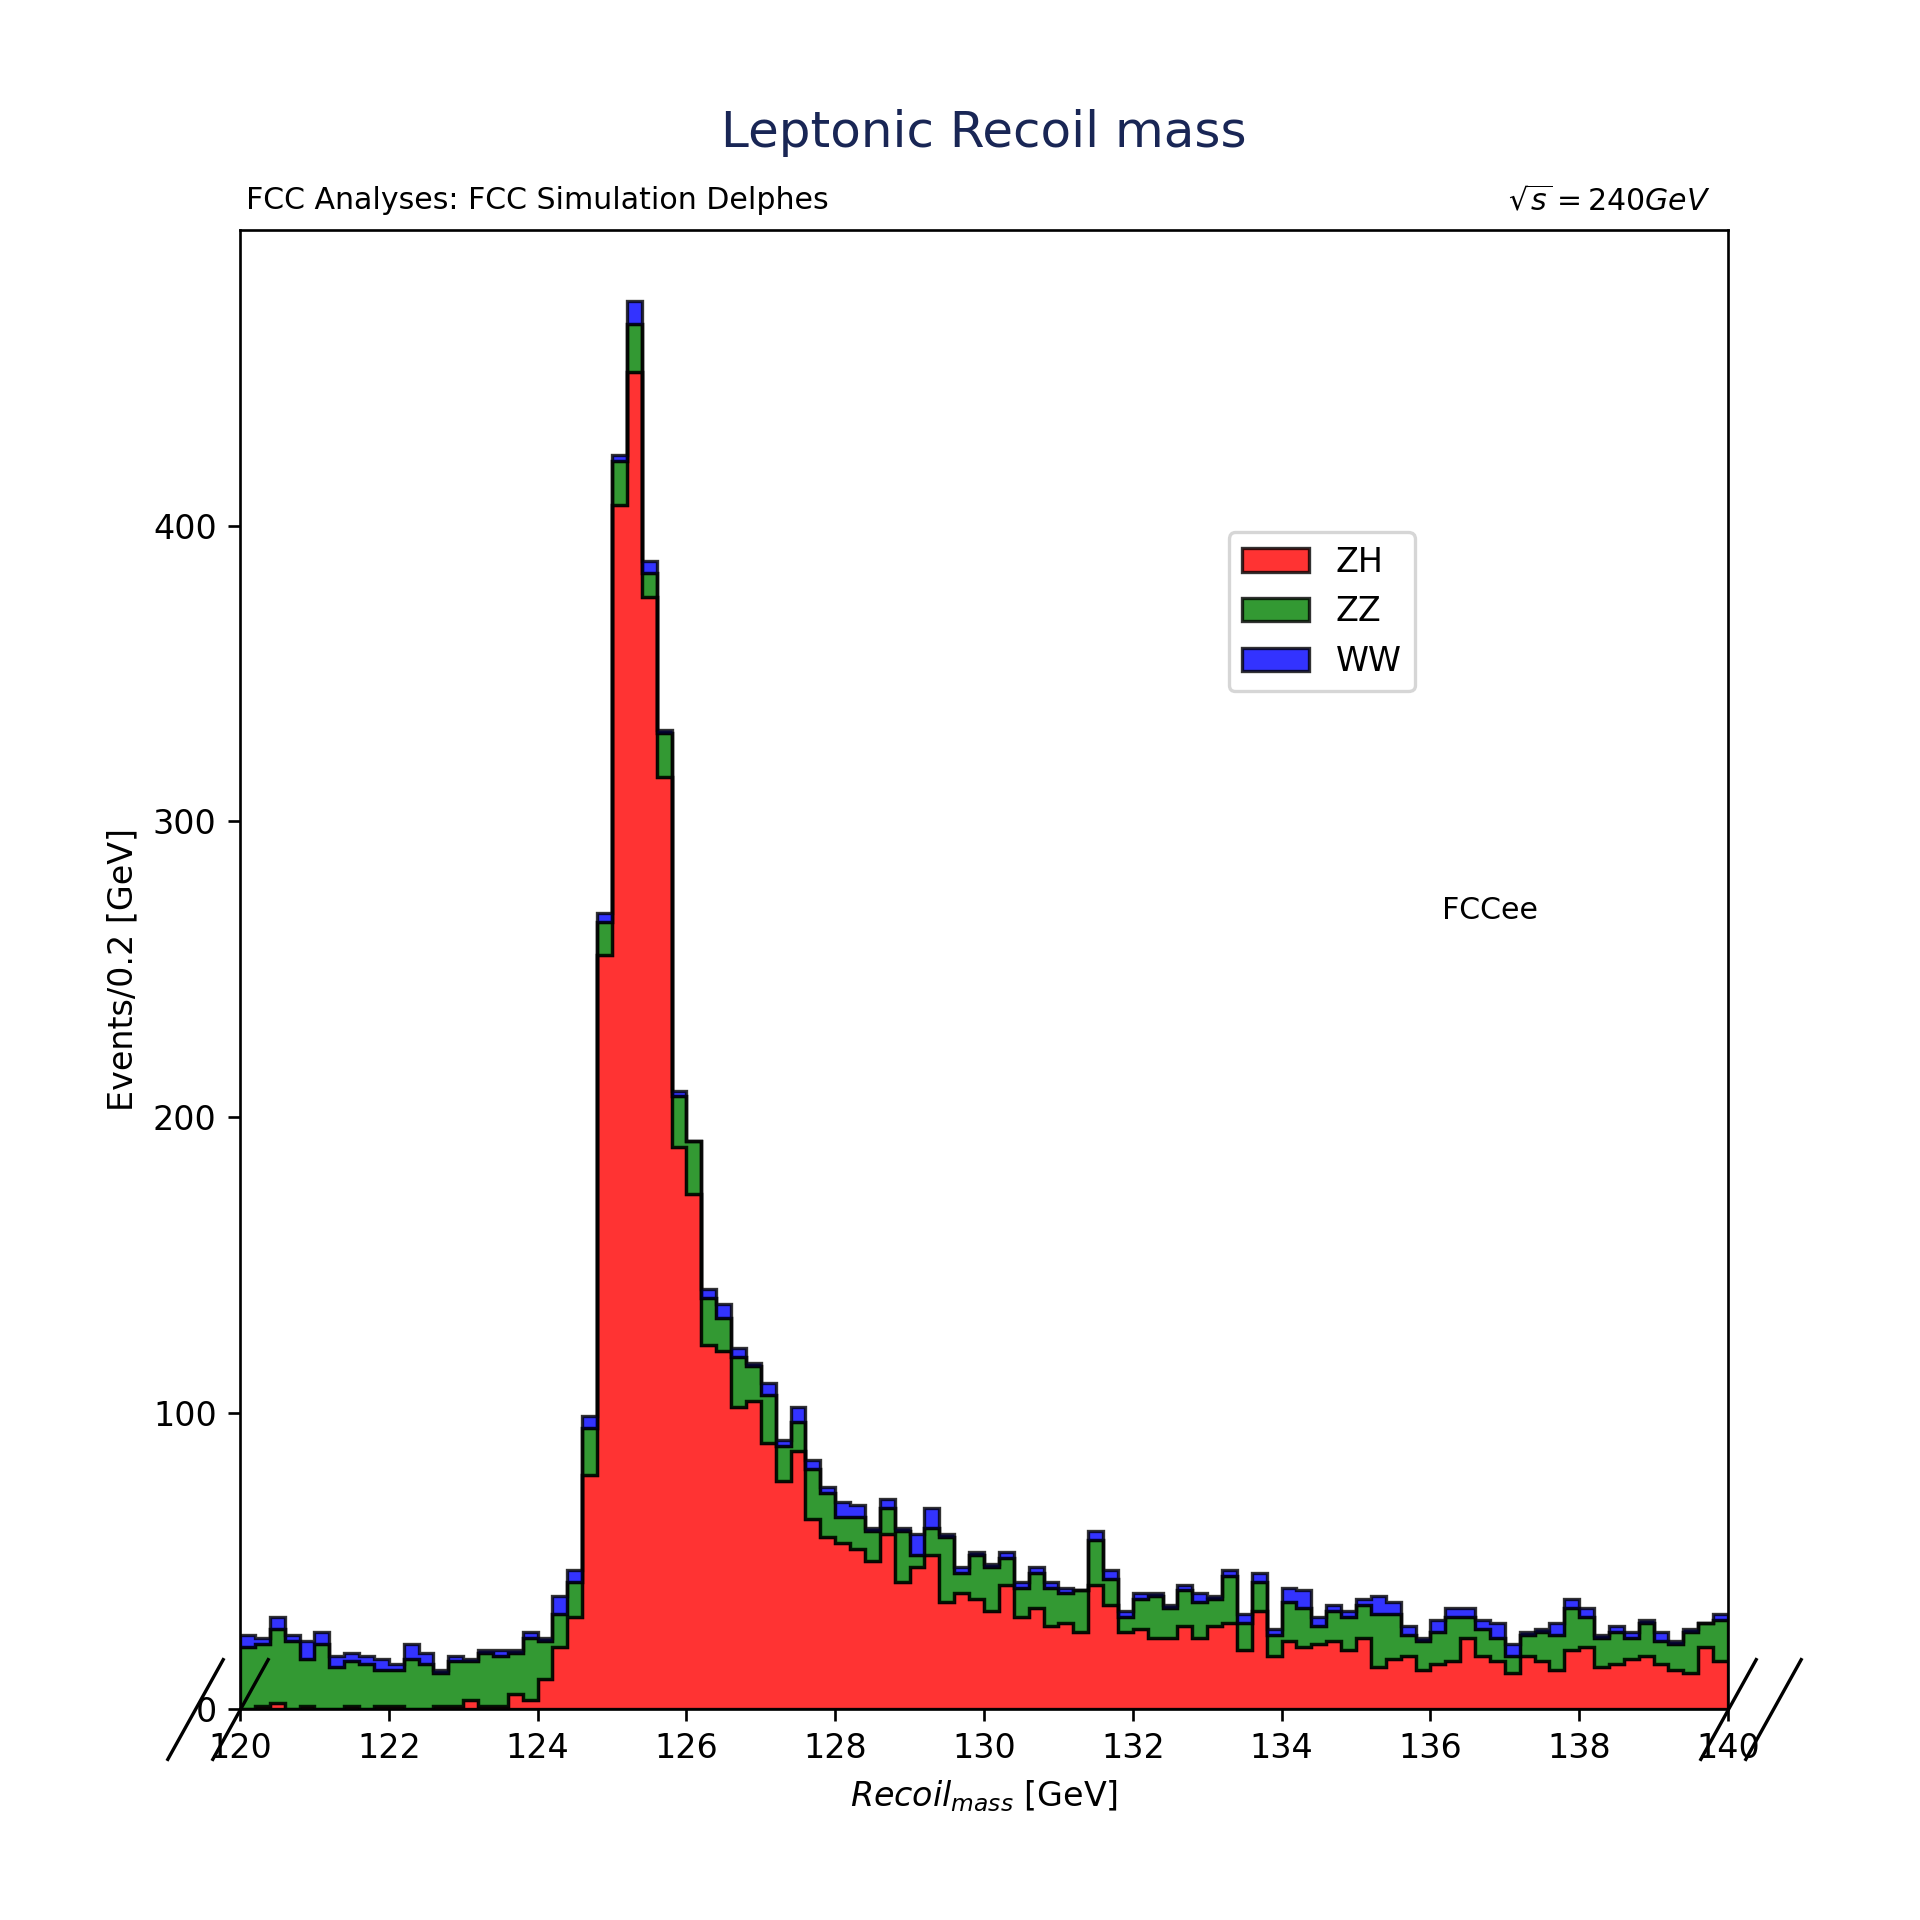 Leptonic Recoil mass
FCC Analyses: FCC Simulation Delphes
√s = 240GeV
400
300
200
100
0
Events/0.2 [GeV]
ZH
ZZ
WW
FCCee
120 122 124 126 128 130 132 134 136 138 140
Recoil_mass [GeV]